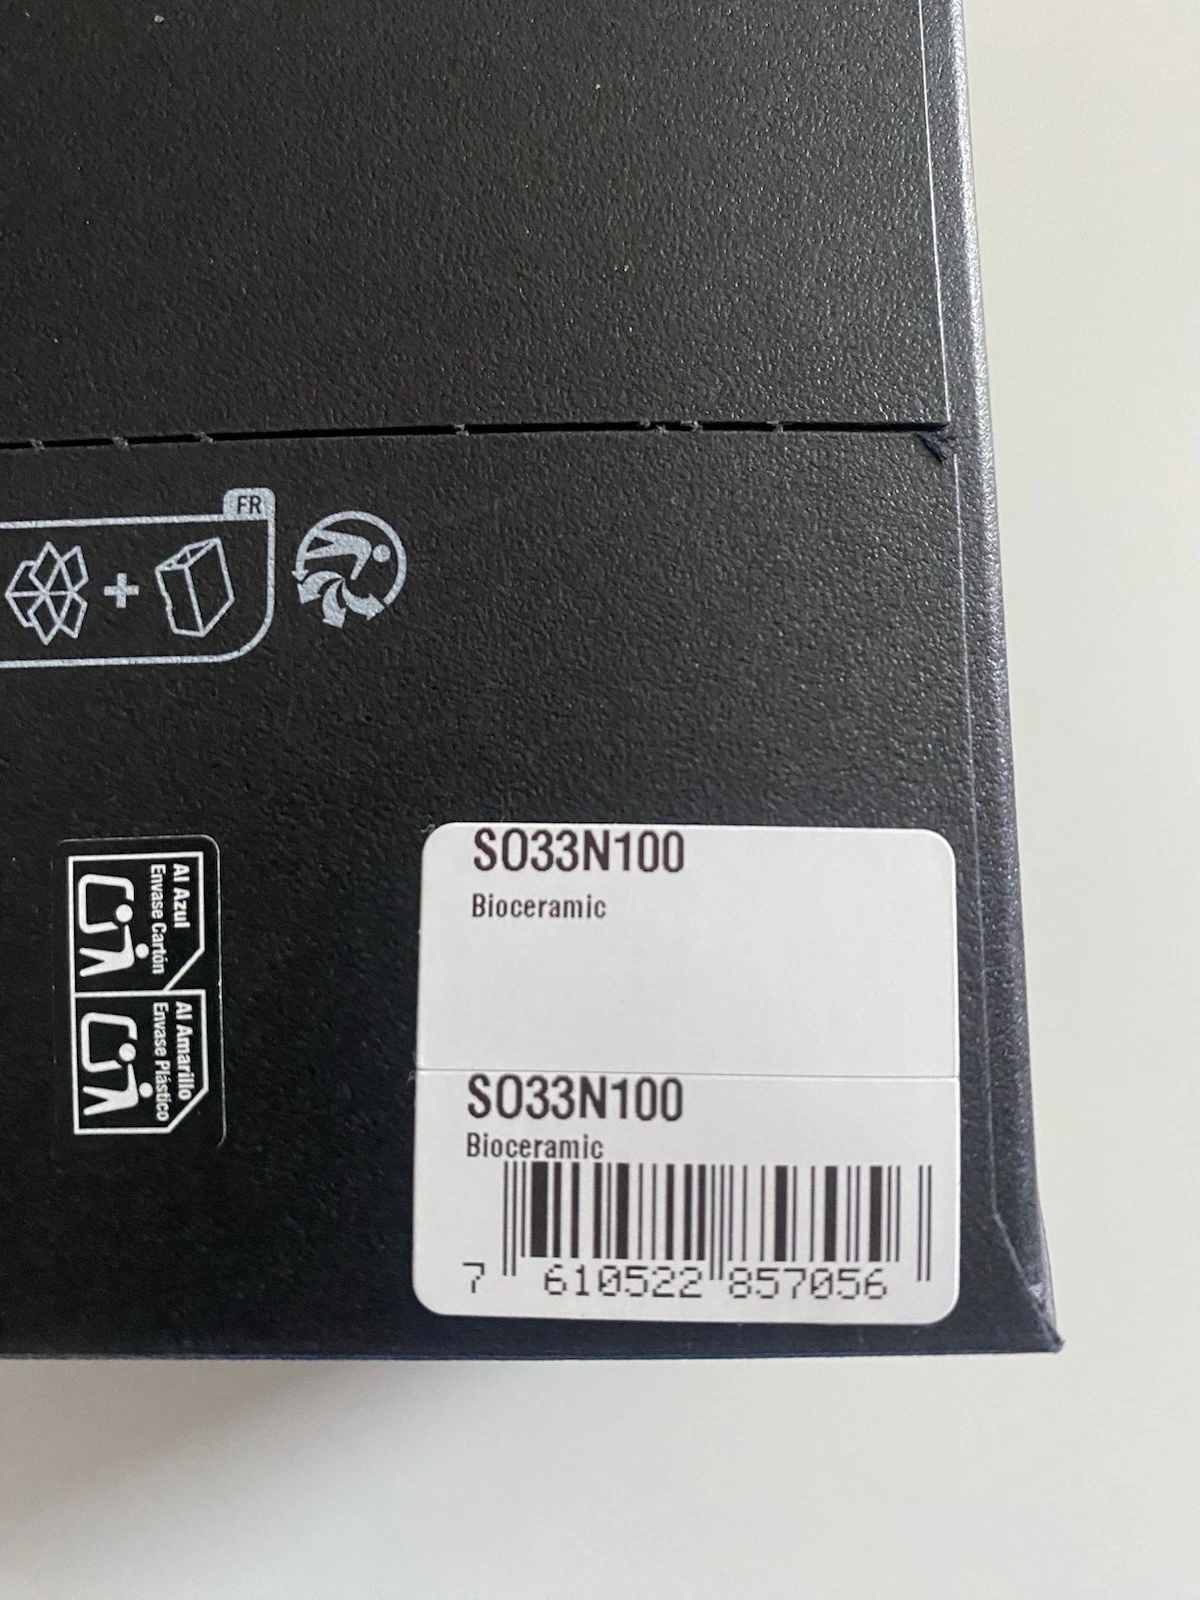 FR
SO33N100
Bioceramic
Al Azul
Envase Cartón
Al Amarillo
Envase Plástico
SO33N100
Bioceramic
7 610522 857056